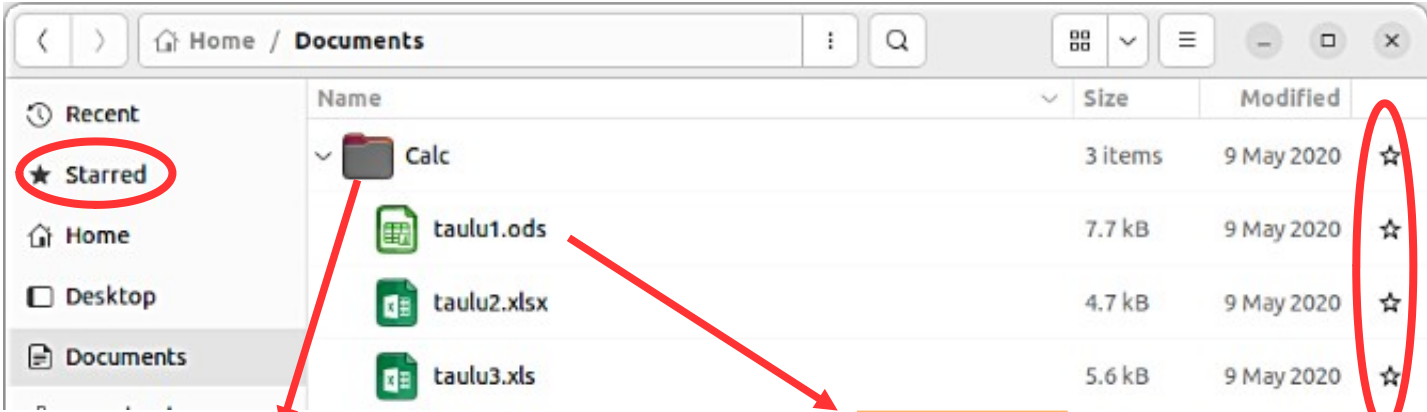 Home / Documents
Recent
Starred
Home
Desktop
Documents
Name Size Modified
Calc 3 items 9 May 2020
taulu1.ods 7.7 kB 9 May 2020
taulu2.xlsx 4.7 kB 9 May 2020
taulu3.xls 5.6 kB 9 May 2020